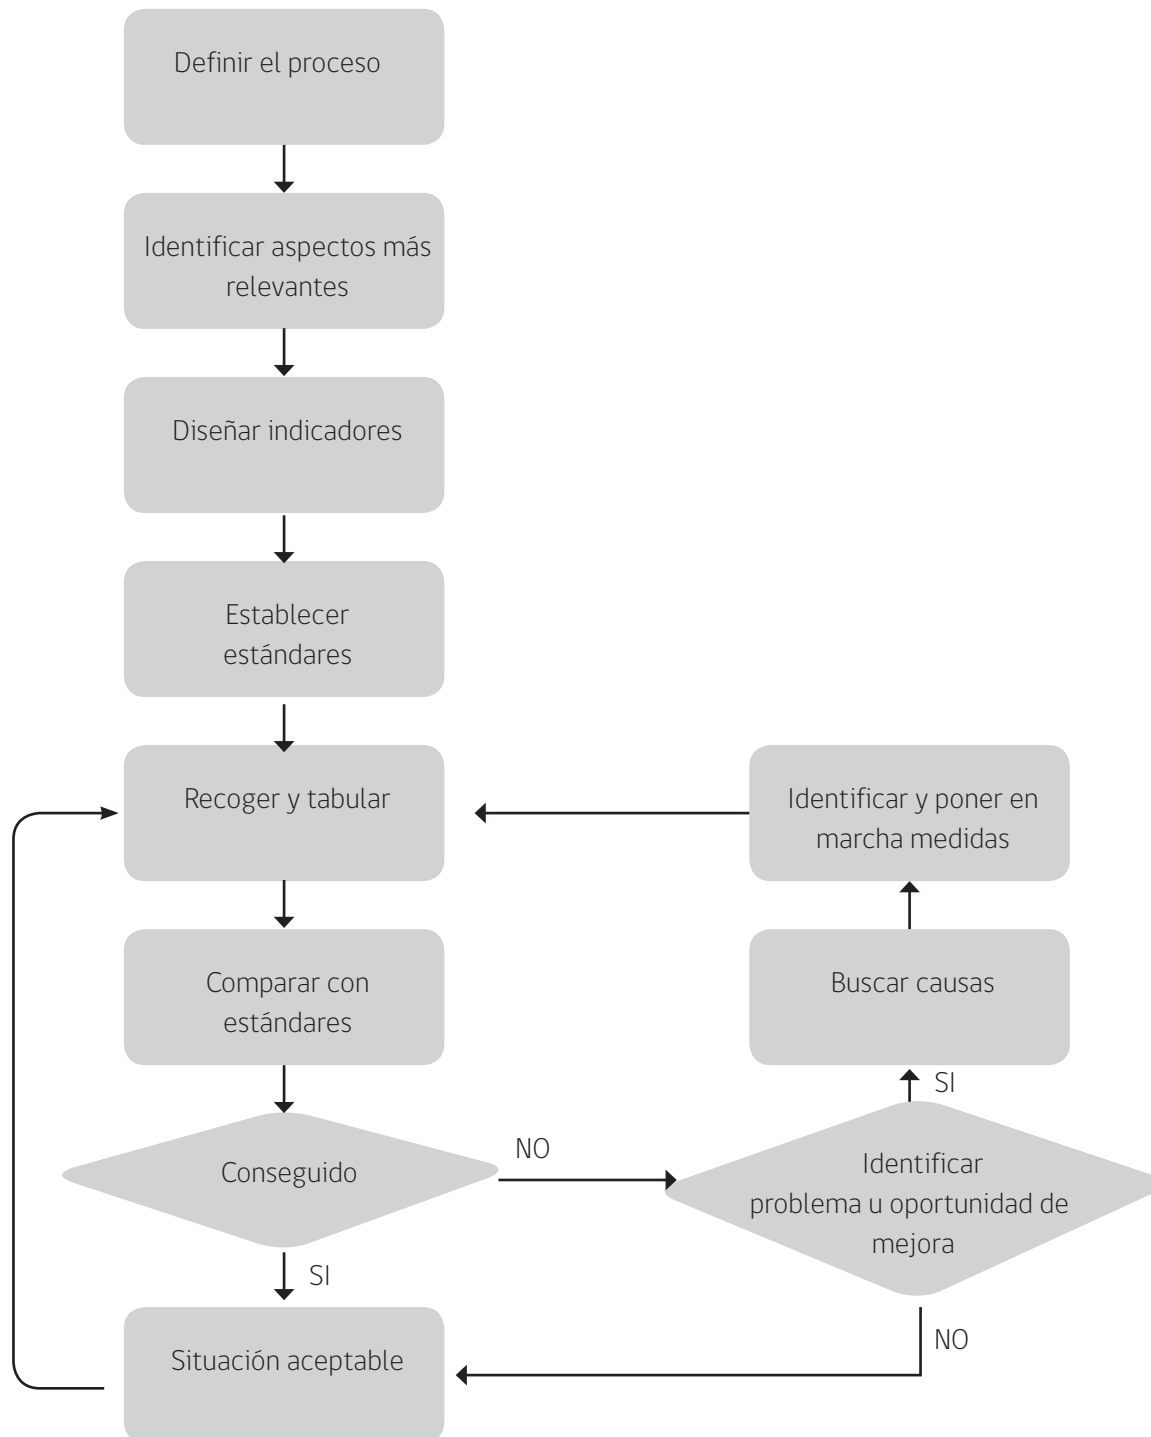 Definir el proceso
Identificar aspectos más
relevantes
Diseñar indicadores
Establecer
estándares
Recoger y tabular
Identificar y poner en
marcha medidas
Comparar con
estándares
Buscar causas
SI
Conseguido
NO
Identificar
problema u oportunidad de
mejora
SI
NO
Situación aceptable